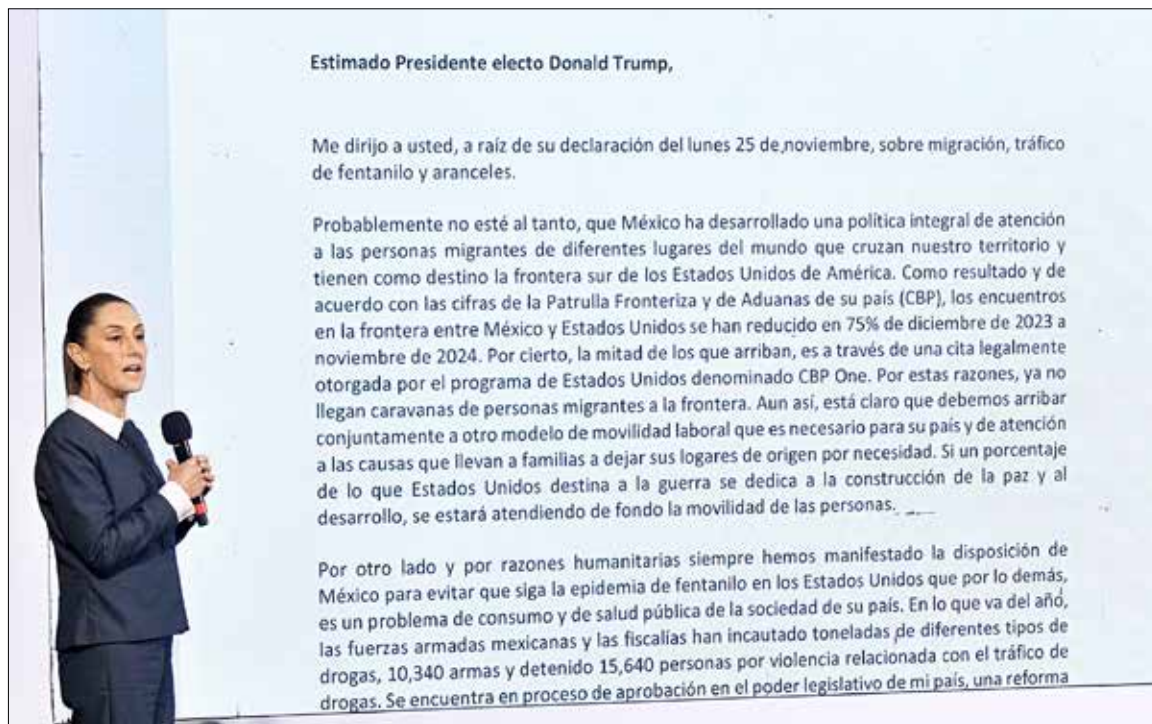 Estimado Presidente electo Donald Trump,
Me dirijo a usted, a raíz de su declaración del lunes 25 de noviembre, sobre migración, tráfico
de fentanilo y aranceles.
Probablemente no esté al tanto, que México ha desarrollado una política integral de atención
a las personas migrantes de diferentes lugares del mundo que cruzan nuestro territorio y
tienen como destino la frontera sur de los Estados Unidos de América. Como resultado y de
acuerdo con las cifras de la Patrulla Fronteriza y de Aduanas de su país (CBP), los encuentros
en la frontera entre México y Estados Unidos se han reducido en 75% de diciembre de 2023 a
noviembre de 2024. Por cierto, la mitad de los que arriban, es a través de una cita legalmente
otorgada por el programa de Estados Unidos denominado CBP One. Por estas razones, ya no
llegan caravanas de personas migrantes a la frontera. Aun así, está claro que debemos arribar
conjuntamente a otro modelo de movilidad laboral que es necesario para su país y de atención
a las causas que llevan a familias a dejar sus logares de origen por necesidad. Si un porcentaje
de lo que Estados Unidos destina a la guerra se dedica a la construcción de la paz y al
desarrollo, se estará atendiendo de fondo la movilidad de las personas.
Por otro lado y por razones humanitarias siempre hemos manifestado la disposición de
México para evitar que siga la epidemia de fentanilo en los Estados Unidos que por lo demás,
es un problema de consumo y de salud pública de la sociedad de su país. En lo que va del año,
las fuerzas armadas mexicanas y las fiscalías han incautado toneladas de diferentes tipos de
drogas, 10,340 armas y detenido 15,640 personas por violencia relacionada con el tráfico de
drogas. Se encuentra en proceso de aprobación en el poder legislativo de mi país, una reforma